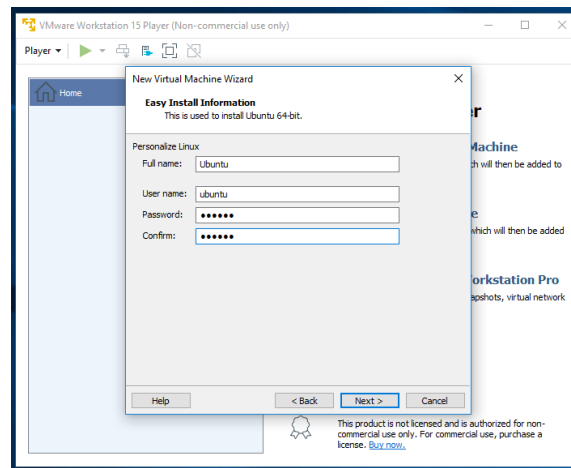 VMware Workstation 15 Player (Non-commercial use only)
Player
Home
New Virtual Machine Wizard
Easy Install Information
This is used to install Ubuntu 64-bit.
Personalize Linux
Full name: Ubuntu
User name: ubuntu
Password: ●●●●●●
Confirm: ●●●●●●
Help < Back Next > Cancel
r
Machine
ch will then be added to
e
which will then be added
orkstation Pro
apshots, virtual network
This product is not licensed and is authorized for non-
commercial use only. For commercial use, purchase a
license. Buy now.